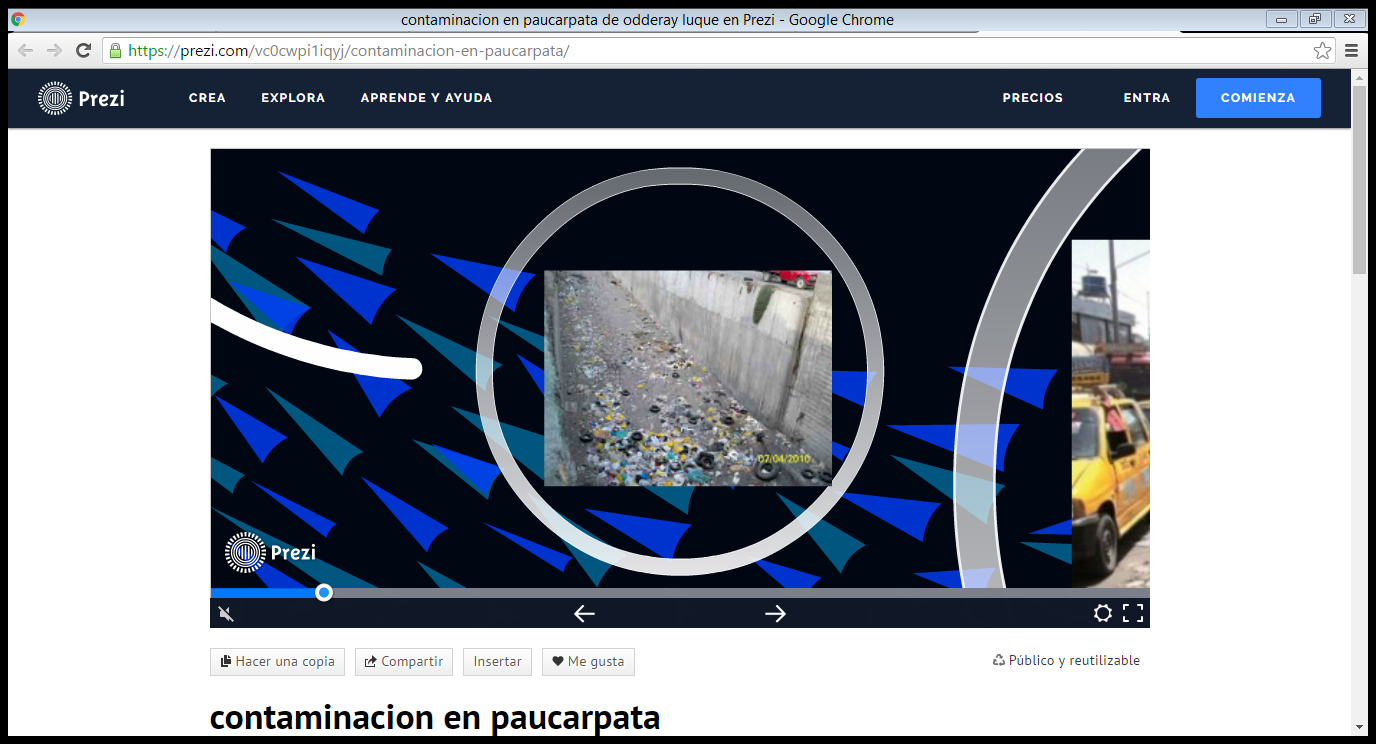 contaminacion en paucarpata de odderay luque en Prezi - Google Chrome
https://prezi.com/vc0cwpi1iqyj/contaminacion-en-paucarpata/
Prezi CREA EXPLORA APRENDE Y AYUDA PRECIOS ENTRA COMIENZA
07/04/2010
Prezi
Hacer una copia Compartir Insertar Me gusta Público y reutilizable
contaminacion en paucarpata